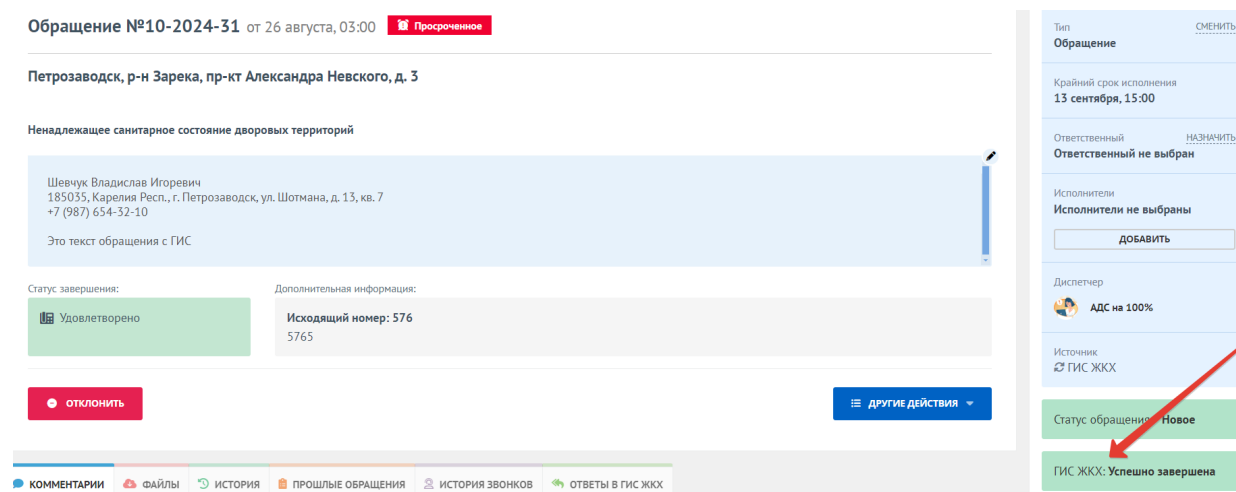 Обращение №10-2024-31 от 26 августа, 03:00 Просроченное
Петрозаводск, р-н Зарека, пр-кт Александра Невского, д. 3
Ненадлежащее санитарное состояние дворовых территорий
Шевчук Владислав Игоревич
185035, Карелия Респ., г. Петрозаводск, ул. Шотмана, д. 13, кв. 7
+7 (987) 654-32-10
Это текст обращения с ГИС
Статус завершения:
Удовлетворено
Дополнительная информация:
Исходящий номер: 576
5765
ОТКЛОНИТЬ
ДРУГИЕ ДЕЙСТВИЯ
КОММЕНТАРИИ ФАЙЛЫ ИСТОРИЯ ПРОШЛЫЕ ОБРАЩЕНИЯ ИСТОРИЯ ЗВОНКОВ ОТВЕТЫ В ГИС ЖКХ
Тип СМЕНИТЬ
Обращение
Крайний срок исполнения
13 сентября, 15:00
Ответственный НАЗНАЧИТЬ
Ответственный не выбран
Исполнители
Исполнители не выбраны
ДОБАВИТЬ
Диспетчер
АДС на 100%
Источник
ГИС ЖКХ
Статус обращения: Новое
ГИС ЖКХ: Успешно завершена